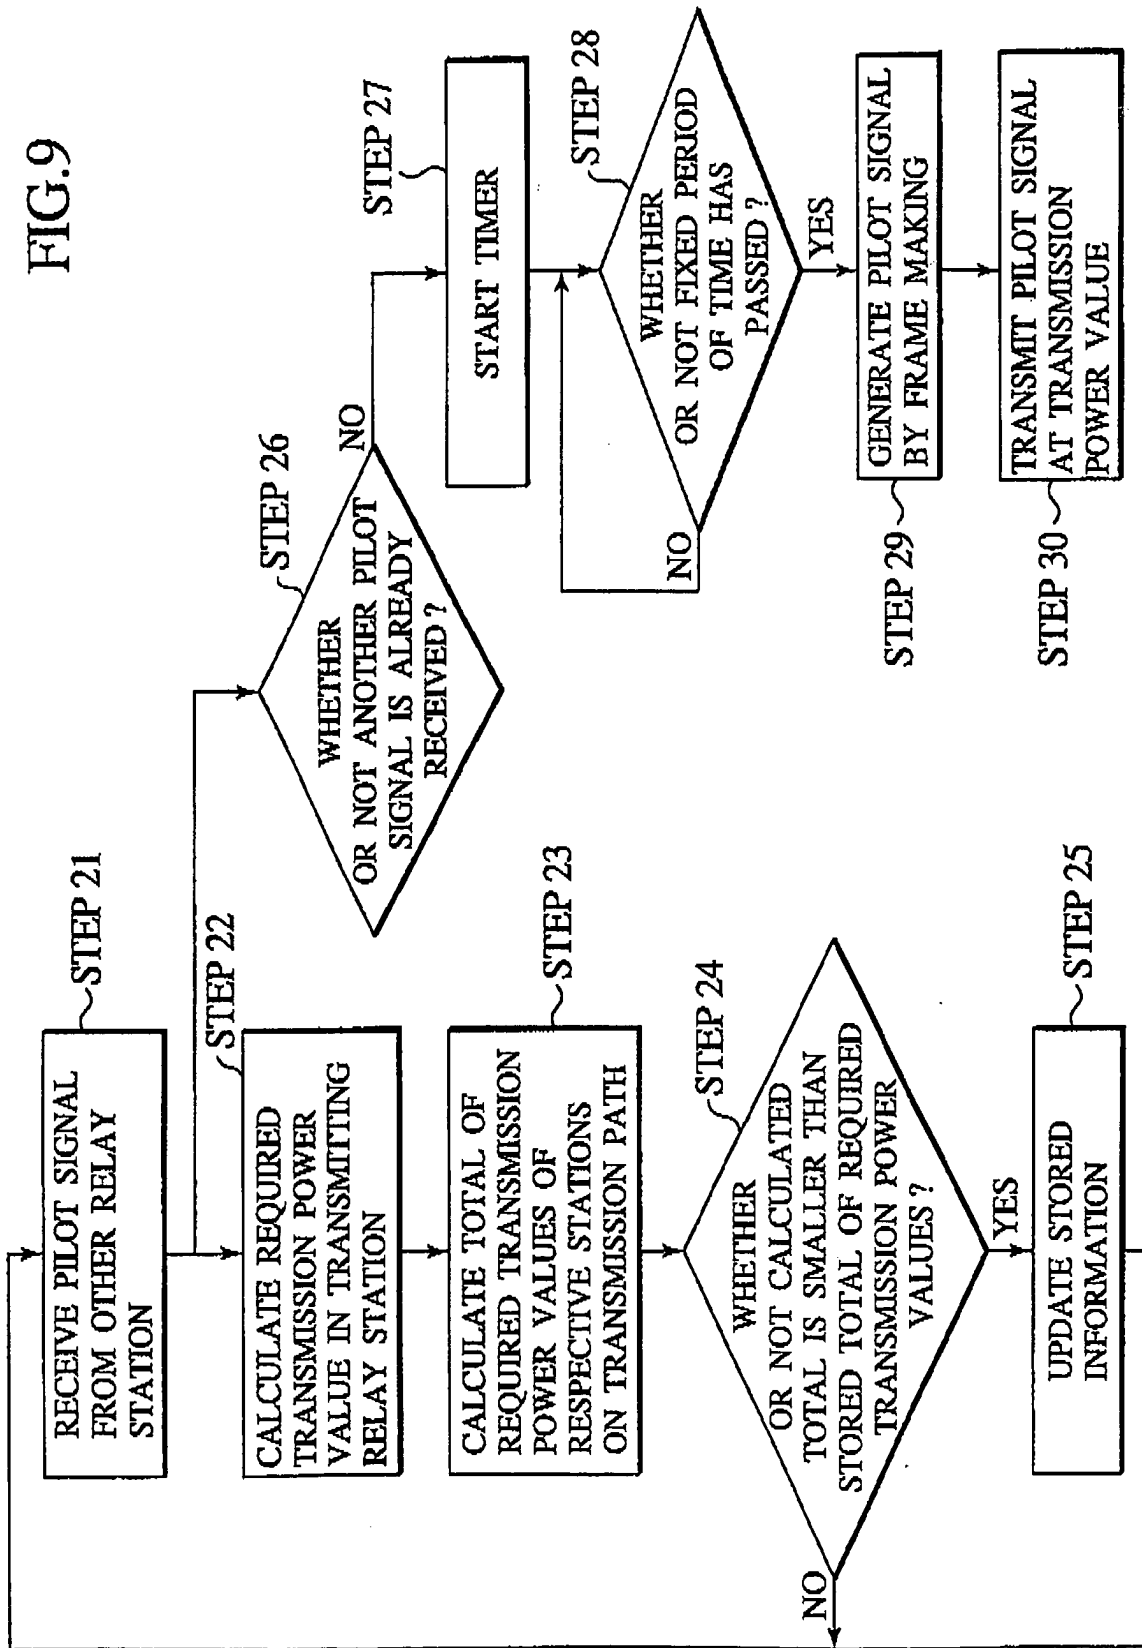 FIG.9
RECEIVE PILOT SIGNAL
FROM OTHER RELAY
STATION
STEP 21
STEP 22
CALCULATE REQUIRED
TRANSMISSION POWER
VALUE IN TRANSMITTING
RELAY STATION
CALCULATE TOTAL OF
REQUIRED TRANSMISSION
POWER VALUES OF
RESPECTIVE STATIONS
ON TRANSMISSION PATH
STEP 23
STEP 24
WHETHER
OR NOT CALCULATED
TOTAL IS SMALLER THAN
STORED TOTAL OF REQUIRED
TRANSMISSION POWER
VALUES ?
NO
YES
UPDATE STORED
INFORMATION
STEP 25
STEP 26
WHETHER
OR NOT ANOTHER PILOT
SIGNAL IS ALREADY
RECEIVED ?
NO
STEP 27
START TIMER
STEP 28
WHETHER
OR NOT FIXED PERIOD
OF TIME HAS
PASSED ?
NO
YES
STEP 29
GENERATE PILOT SIGNAL
BY FRAME MAKING
STEP 30
TRANSMIT PILOT SIGNAL
AT TRANSMISSION
POWER VALUE